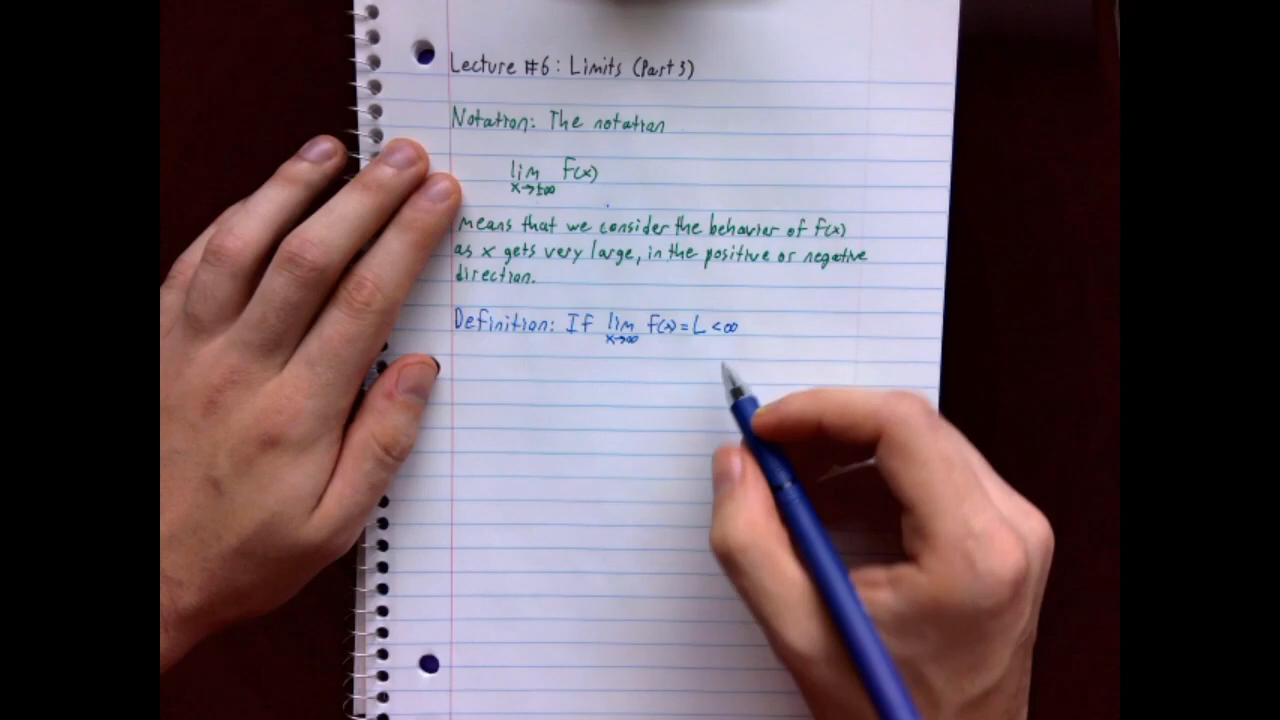 Lecture #6: Limits (Part 3)
Notation: The notation
lim f(x)
x→±∞
means that we consider the behavior of f(x)
as x gets very large, in the positive or negative
direction.
Definition: If lim f(x) = L < ∞
x→∞